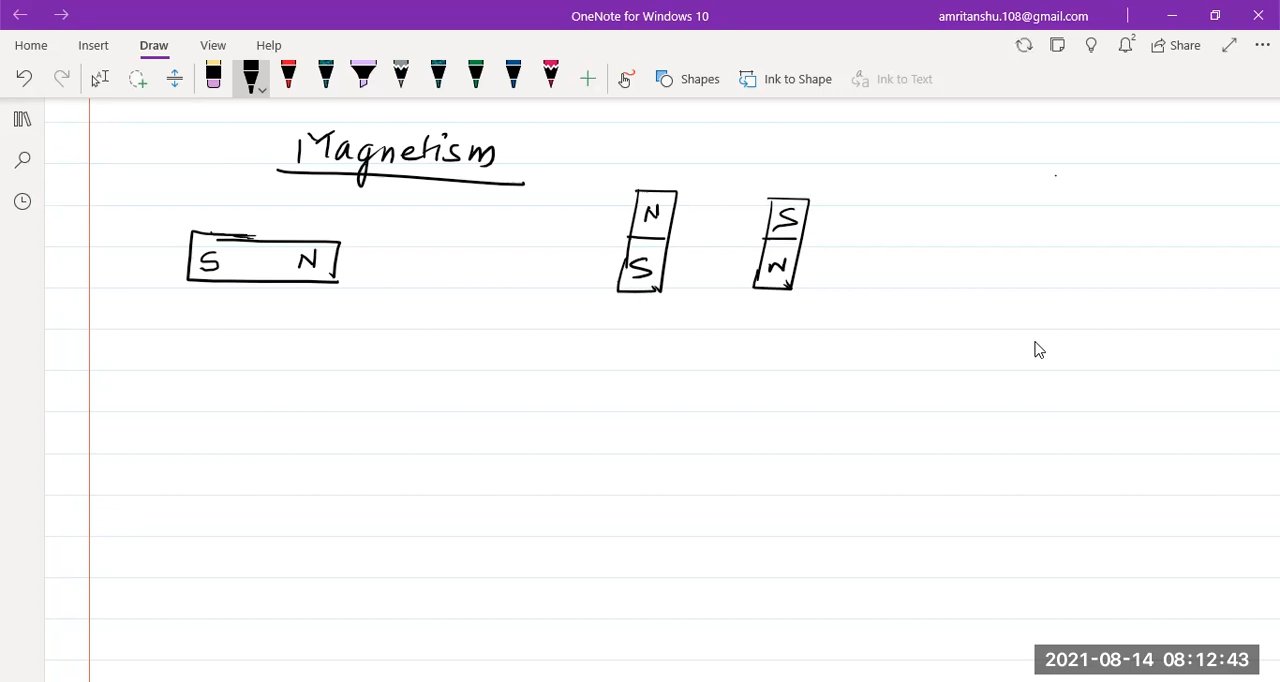 OneNote for Windows 10
amritanshu.108@gmail.com
Home Insert Draw View Help
2 Share
Shapes Ink to Shape Ink to Text
Magnetism
S N
N
S
S
N
2021-08-14 08:12:43